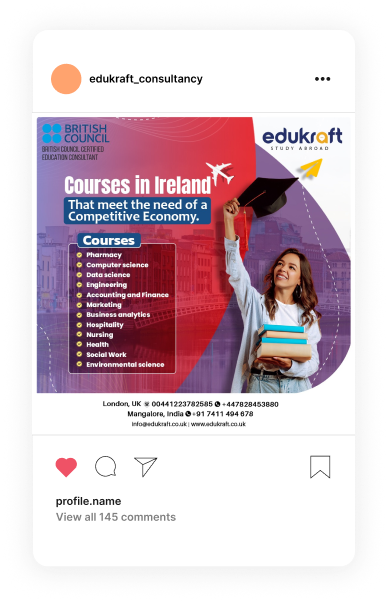 edukraft_consultancy
BRITISH
COUNCIL
BRITISH COUNCIL CERTIFIED
EDUCATION CONSULTANT
edukraft
STUDY ABROAD
Courses in Ireland
That meet the need of a
Competitive Economy.
Courses
Pharmacy
Computer science
Data science
Engineering
Accounting and Finance
Marketing
Business analytics
Hospitality
Nursing
Health
Social Work
Environmental science
London, UK 00441223782585 +447828453880
Mangalore, India +91 7411 494 678
info@edukraft.co.uk | www.edukraft.co.uk
profile.name
View all 145 comments